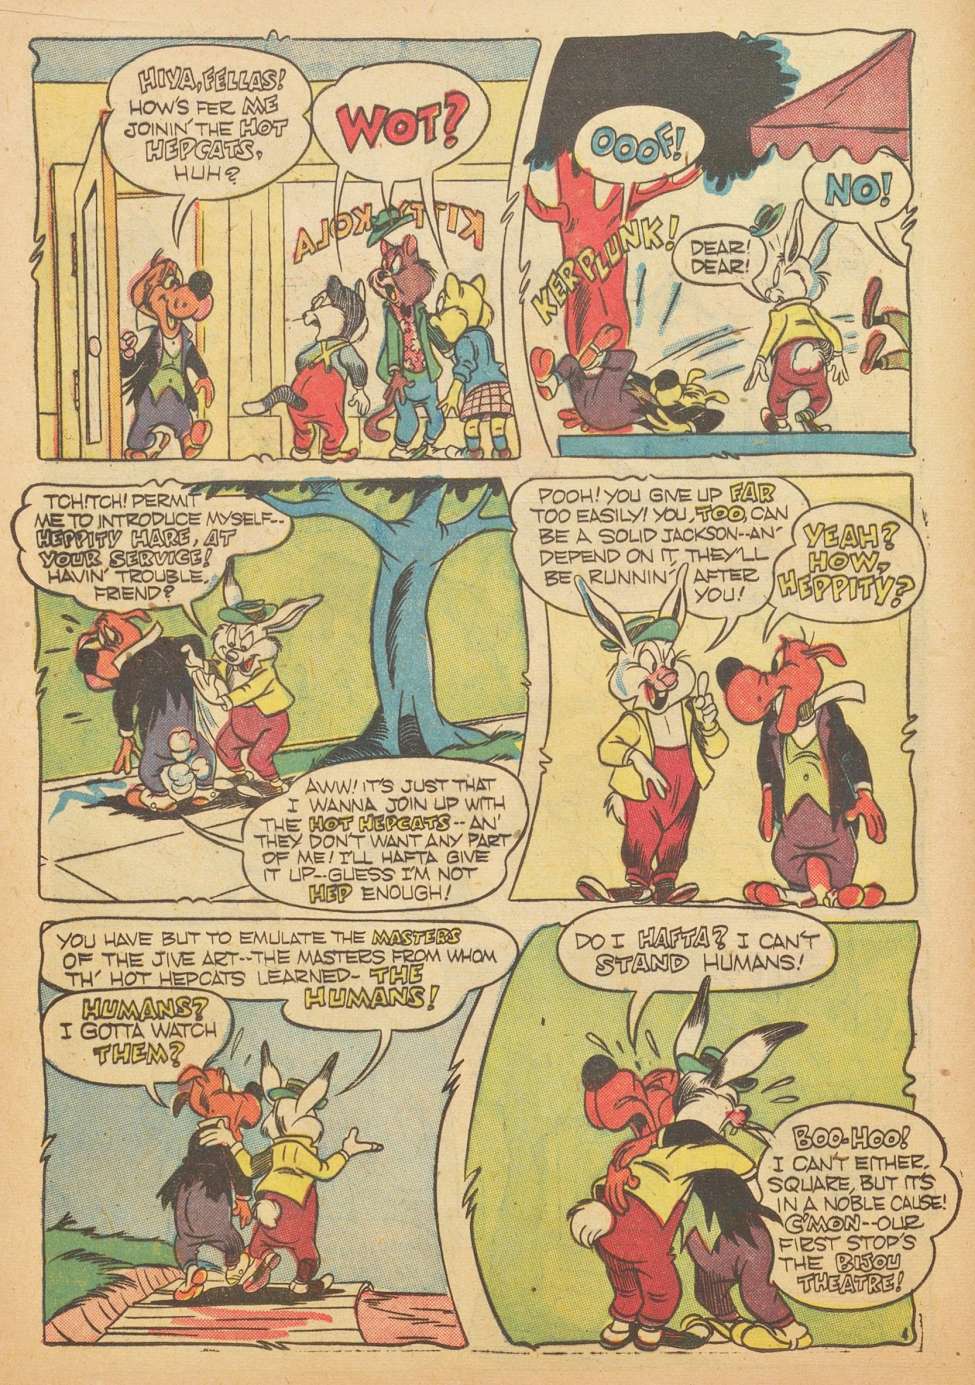 HIYA, FELLAS!
HOW'S FER ME
JOININ' THE HOT
HEPCATS,
HUH?
WOT?
KITTY KOLA
OOOF!
KERPLUNK!
DEAR!
DEAR!
NO!
TCH! TCH! PERMIT
ME TO INTRODUCE MYSELF--
HEPPITY HARE, AT
YOUR SERVICE!
HAVIN' TROUBLE,
FRIEND?
AWW! IT'S JUST THAT
I WANNA JOIN UP WITH
THE HOT HEPCATS -- AN'
THEY DON'T WANT ANY PART
OF ME! I'LL HAFTA GIVE
IT UP--GUESS I'M NOT
HEP ENOUGH!
POOH! YOU GIVE UP FAR
TOO EASILY! YOU, TOO, CAN
BE A SOLID JACKSON--AN'
DEPEND ON IT, THEY'LL
BE RUNNIN' AFTER
YOU!
YEAH?
HOW,
HEPPITY?
YOU HAVE BUT TO EMULATE THE MASTERS
OF THE JIVE ART--THE MASTERS FROM WHOM
TH' HOT HEPCATS LEARNED- THE
HUMANS!
HUMANS?
I GOTTA WATCH
THEM?
DO I HAFTA? I CAN'T
STAND HUMANS!
BOO-HOO!
I CAN'T EITHER,
SQUARE, BUT IT'S
IN A NOBLE CAUSE!
C'MON--OUR
FIRST STOP'S
THE BIJOU
THEATRE!